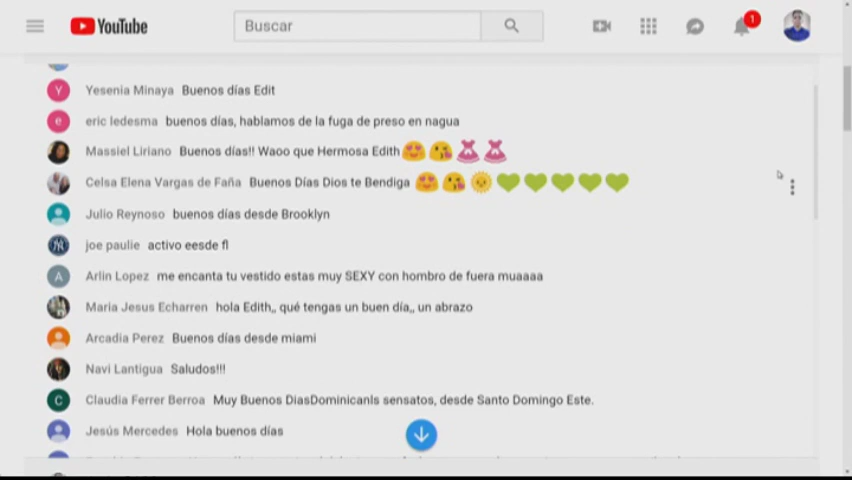 YouTube
Buscar
1
Y Yesenia Minaya Buenos días Edit
e eric ledesma buenos días, hablamos de la fuga de preso en nagua
Massiel Liriano Buenos días!! Waoo que Hermosa Edith
Celsa Elena Vargas de Faña Buenos Días Dios te Bendiga
Julio Reynoso buenos días desde Brooklyn
joe paulie activo eesde fl
A Arlin Lopez me encanta tu vestido estas muy SEXY con hombro de fuera muaaaa
Maria Jesus Echarren hola Edith,, qué tengas un buen día,, un abrazo
Arcadia Perez Buenos días desde miami
Navi Lantigua Saludos!!!
C Claudia Ferrer Berroa Muy Buenos DiasDominicanIs sensatos, desde Santo Domingo Este.
Jesús Mercedes Hola buenos días